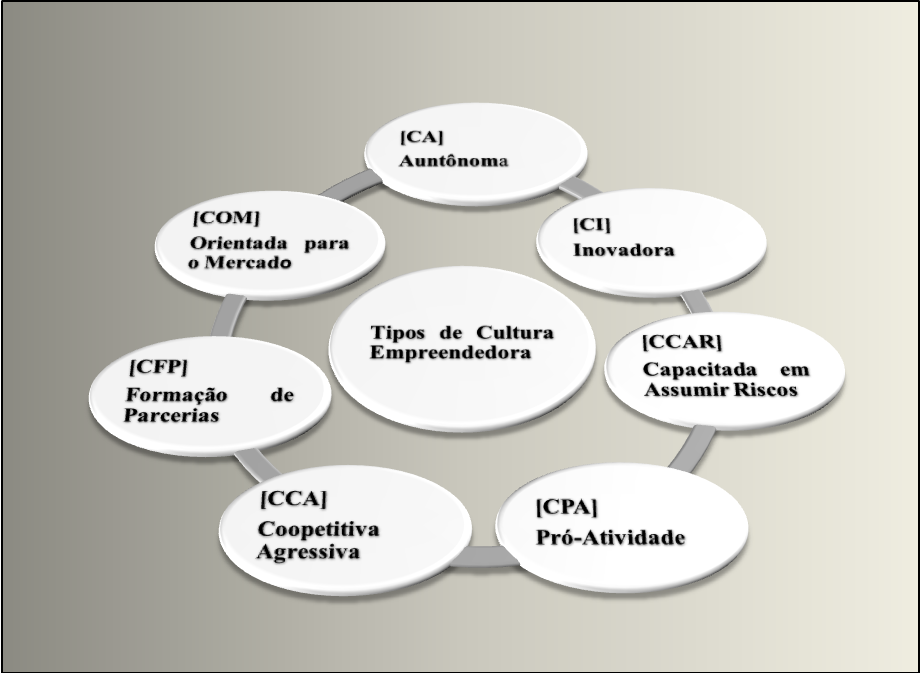 [CA]
Auntônoma
[CI]
Inovadora
[CCAR]
Capacitada em
Assumir Riscos
[CPA]
Pró-Atividade
[CCA]
Coopetitiva
Agressiva
[CFP]
Formação de
Parcerias
[COM]
Orientada para
o Mercado
Tipos de Cultura
Empreendedora